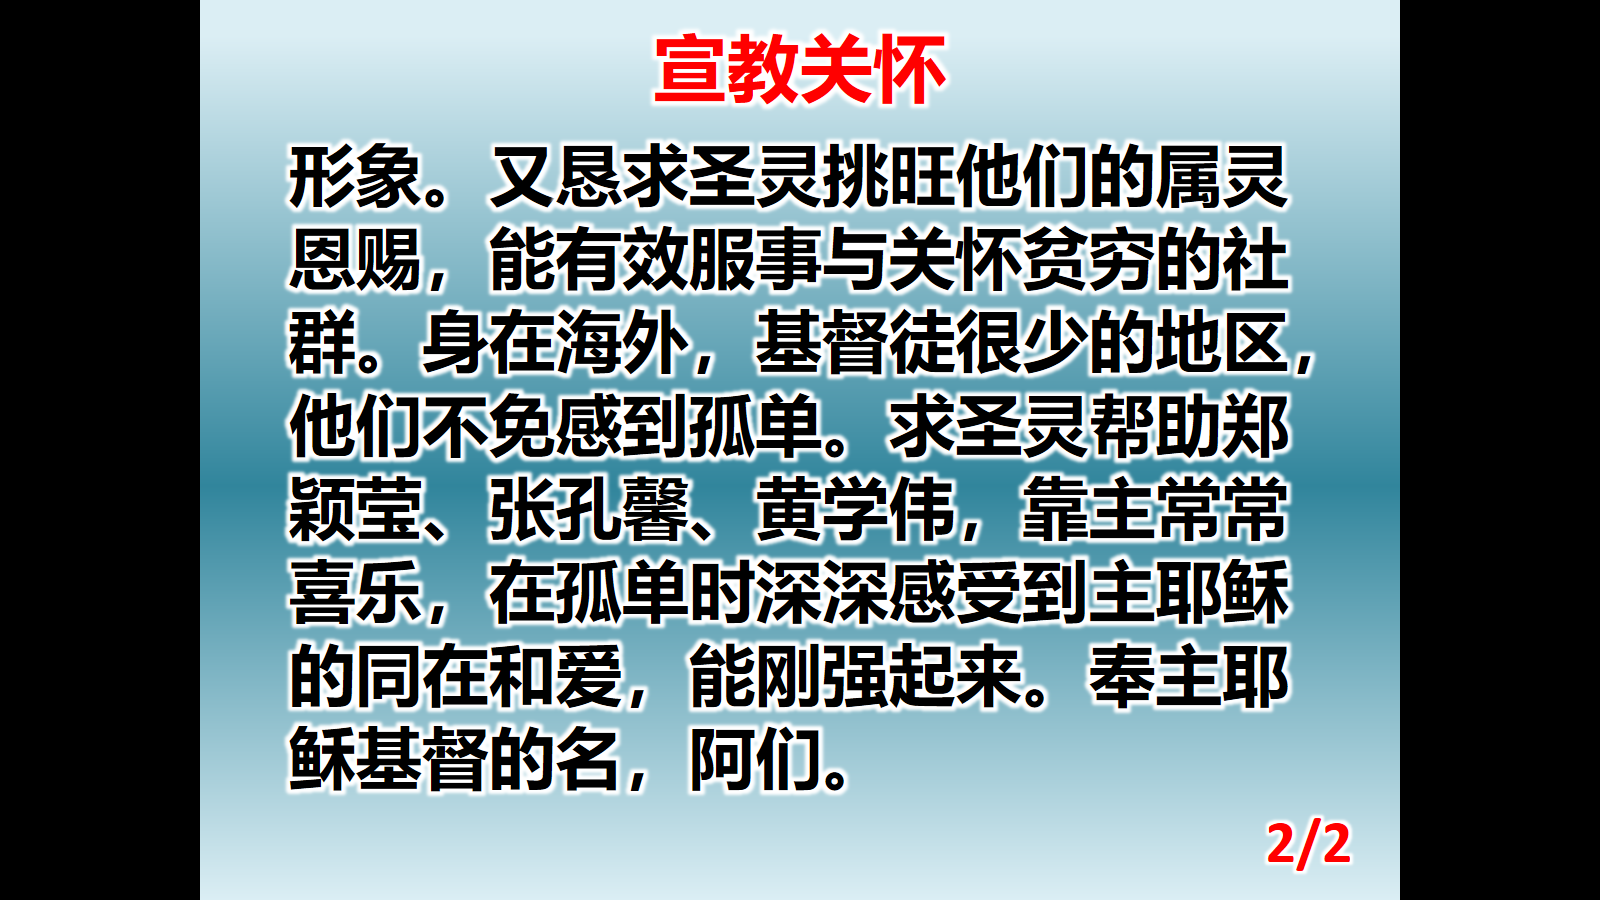 宣教关怀
形象。又恳求圣灵挑旺他们的属灵
恩赐，能有效服事与关怀贫穷的社
群。身在海外，基督徒很少的地区，
他们不免感到孤单。求圣灵帮助郑
颖莹、张孔馨、黄学伟，靠主常常
喜乐，在孤单时深深感受到主耶稣
的同在和爱，能刚强起来。奉主耶
稣基督的名，阿们。
2/2